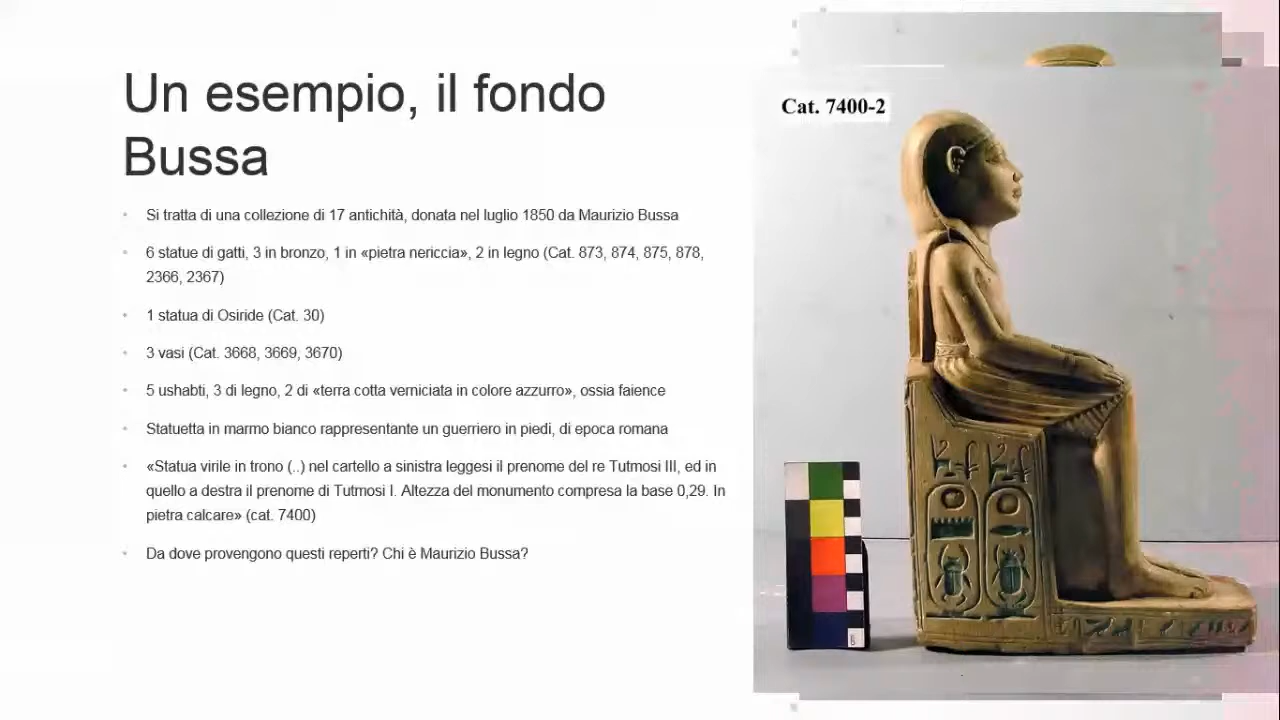 Un esempio, il fondo
Bussa
Si tratta di una collezione di 17 antichità, donata nel luglio 1850 da Maurizio Bussa
6 statue di gatti, 3 in bronzo, 1 in «pietra nericcia», 2 in legno (Cat. 873, 874, 875, 878,
2366, 2367)
1 statua di Osiride (Cat. 30)
3 vasi (Cat. 3668, 3669, 3670)
5 ushabti, 3 di legno, 2 di «terra cotta verniciata in colore azzurro», ossia faience
Statuetta in marmo bianco rappresentante un guerriero in piedi, di epoca romana
«Statua virile in trono (..) nel cartello a sinistra leggesi il prenome del re Tutmosi III, ed in
quello a destra il prenome di Tutmosi I. Altezza del monumento compresa la base 0,29. In
pietra calcare» (cat. 7400)
Da dove provengono questi reperti? Chi è Maurizio Bussa?
Cat. 7400-2